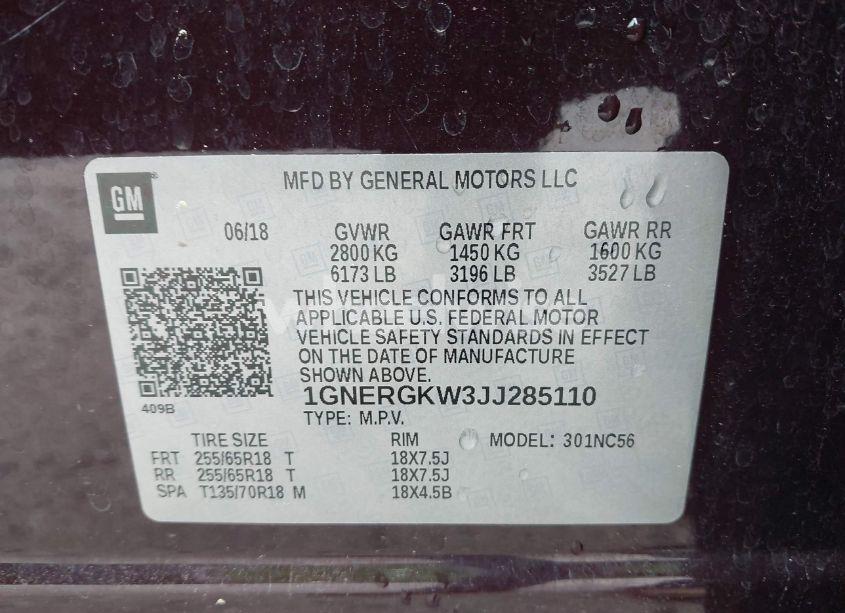 GM
MFD BY GENERAL MOTORS LLC
06/18 GVWR GAWR FRT GAWR RR
2800 KG 1450 KG 1600 KG
6173 LB 3196 LB 3527 LB
THIS VEHICLE CONFORMS TO ALL
APPLICABLE U.S. FEDERAL MOTOR
VEHICLE SAFETY STANDARDS IN EFFECT
ON THE DATE OF MANUFACTURE
SHOWN ABOVE.
1GNERGKW3JJ285110
409B
TYPE: M.P.V.
TIRE SIZE RIM MODEL: 301NC56
FRT 255/65R18 T 18X7.5J
RR 255/65R18 T 18X7.5J
SPA T135/70R18 M 18X4.5B